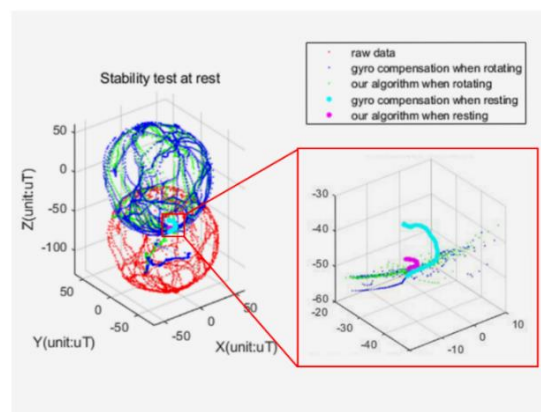 raw data
gyro compensation when rotating
our algorithm when rotating
gyro compensation when resting
our algorithm when resting
Stability test at rest
50
0
-50
-100
Z(unit:uT)
50
0
-50
Y(unit:uT)
-50
0
50
X(unit:uT)
-30
-40
-50
-60
-20
-30
-40
-10
0
10